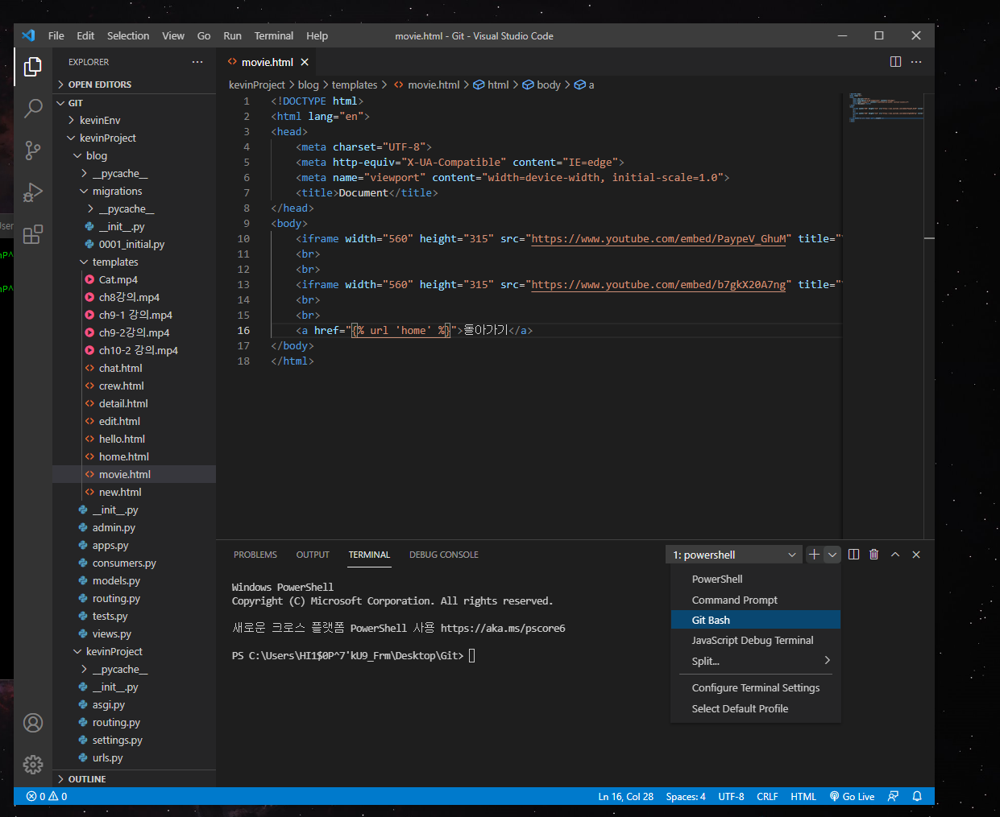 File Edit Selection View Go Run Terminal Help movie.html - Git - Visual Studio Code
EXPLORER
OPEN EDITORS
GIT
kevinEnv
kevinProject
blog
__pycache__
migrations
__pycache__
__init__.py
0001_initial.py
templates
Cat.mp4
ch8강의.mp4
ch9-1 강의.mp4
ch9-2강의.mp4
ch10-2 강의.mp4
chat.html
crew.html
detail.html
edit.html
hello.html
home.html
movie.html
new.html
__init__.py
admin.py
apps.py
consumers.py
models.py
routing.py
tests.py
views.py
kevinProject
__pycache__
__init__.py
asgi.py
routing.py
settings.py
urls.py
OUTLINE
movie.html
kevinProject > blog > templates > movie.html > html > body > a
1 <!DOCTYPE html>
2 <html lang="en">
3 <head>
4 <meta charset="UTF-8">
5 <meta http-equiv="X-UA-Compatible" content="IE=edge">
6 <meta name="viewport" content="width=device-width, initial-scale=1.0">
7 <title>Document</title>
8 </head>
9 <body>
10 <iframe width="560" height="315" src="https://www.youtube.com/embed/PaypeV_GhuM" title="
11 <br>
12 <br>
13 <iframe width="560" height="315" src="https://www.youtube.com/embed/b7gkX20A7ng" title="
14 <br>
15 <br>
16 <a href="{% url 'home' %}">돌아가기</a>
17 </body>
18 </html>
PROBLEMS OUTPUT TERMINAL DEBUG CONSOLE 1: powershell
Windows PowerShell
Copyright (C) Microsoft Corporation. All rights reserved.
새로운 크로스 플랫폼 PowerShell 사용 https://aka.ms/pscore6
PS C:\Users\HI1$0P^7'kU9_Frm\Desktop\Git>
PowerShell
Command Prompt
Git Bash
JavaScript Debug Terminal
Split...
Configure Terminal Settings
Select Default Profile
0 0 Ln 16, Col 28 Spaces: 4 UTF-8 CRLF HTML Go Live